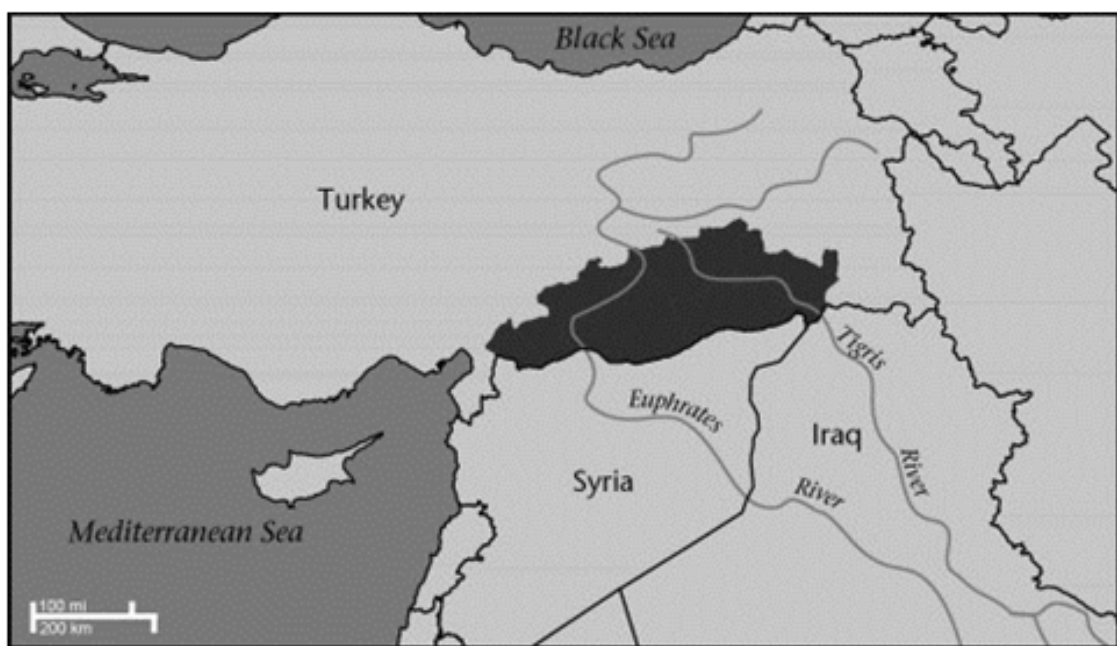 Black Sea
Turkey
Tigris
Euphrates
Iraq
River
Syria
River
Mediterranean Sea
100 mi
200 km